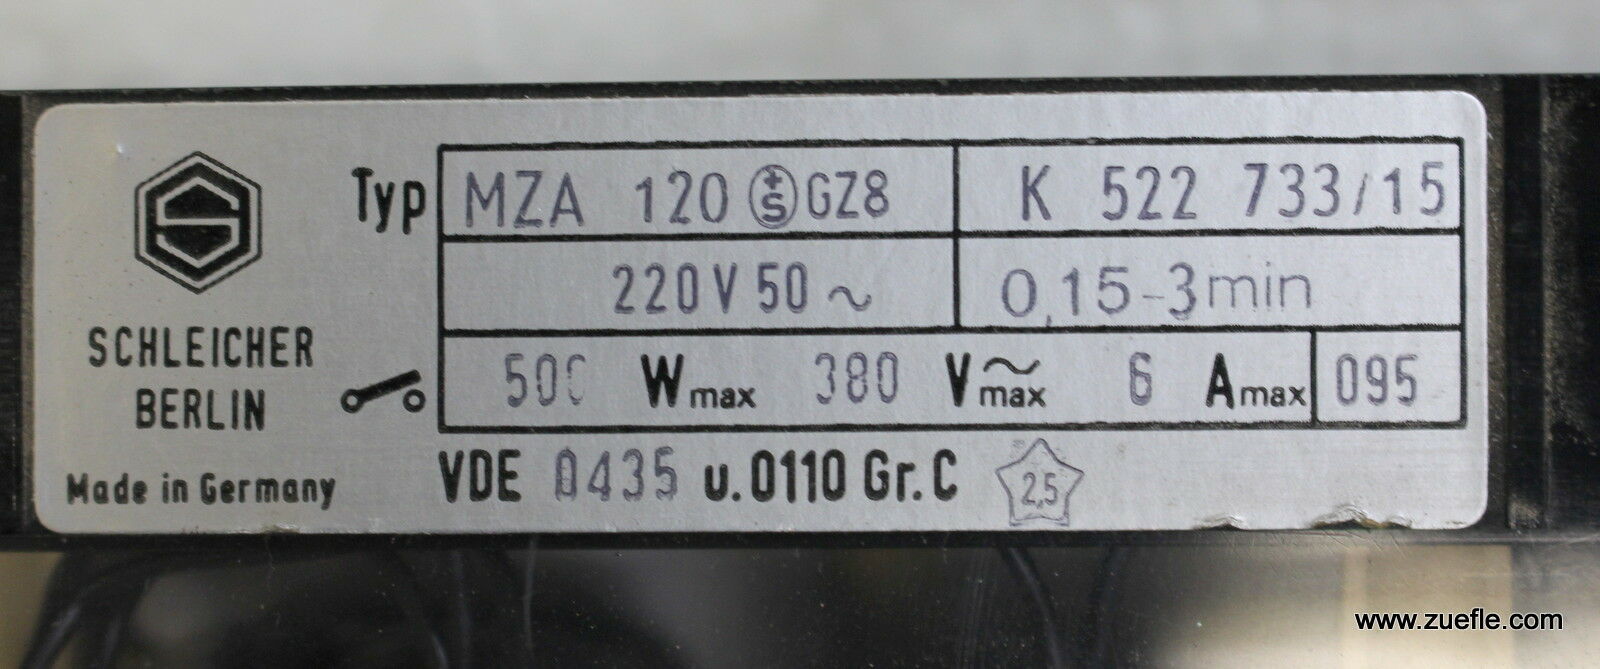 Typ MZA 120 +S GZ8 K 522 733/15
220V 50 ~ 0,15-3min
SCHLEICHER
BERLIN
500 Wmax 380 V≂max 6 Amax 095
Made in Germany
VDE 0435 u.0110 Gr.C 2,5
www.zuefle.com